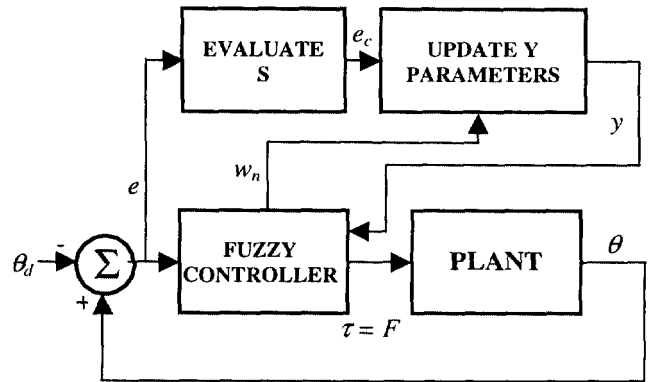 EVALUATE
S
e_c
UPDATE Y
PARAMETERS
y
w_n
e
θ_d
-
Σ
+
FUZZY
CONTROLLER
τ = F
PLANT
θ